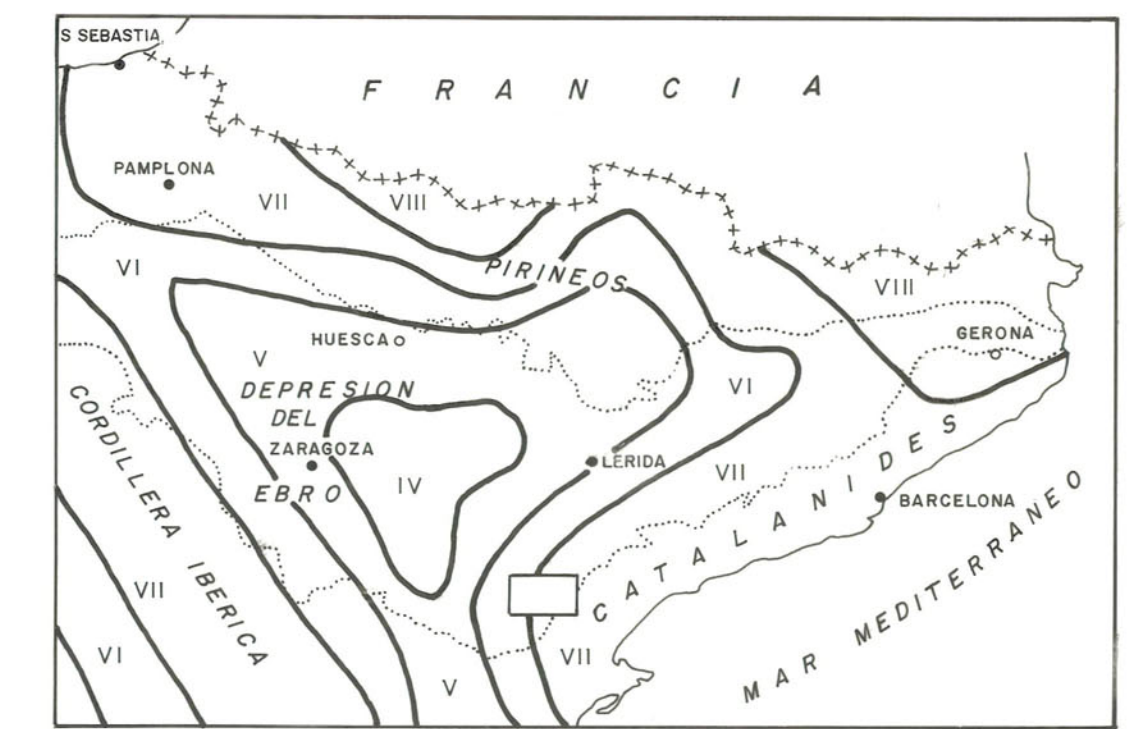 S SEBASTIA
F R A N C I A
PAMPLONA
VII
VIII
VI
PIRINEOS
VIII
HUESCA
GERONA
V
DEPRESION
DEL
VI
ZARAGOZA
LERIDA
VII
EBRO
IV
BARCELONA
CORDILLERA IBERICA
CATALANIDES
MAR MEDITERRANEO
VII
VI
V
VII